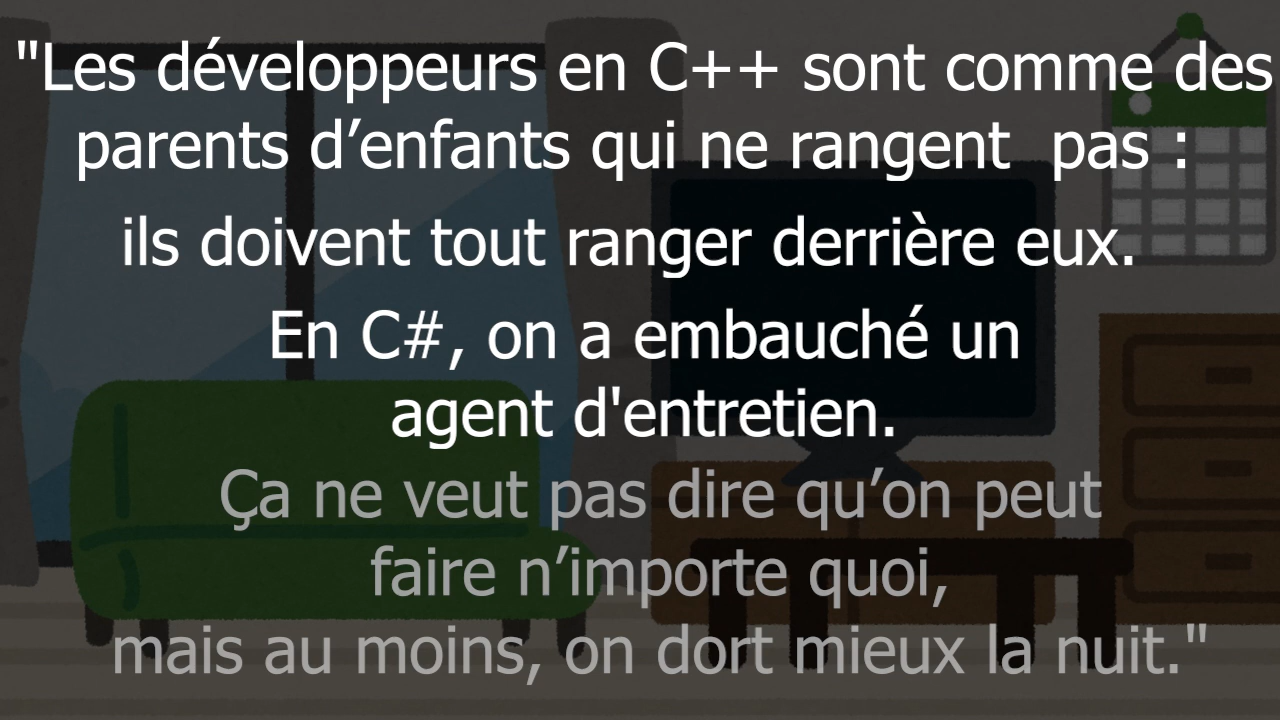 "Les développeurs en C++ sont comme des
parents d’enfants qui ne rangent  pas :
ils doivent tout ranger derrière eux.
En C#, on a embauché un
agent d'entretien.
Ça ne veut pas dire qu’on peut
faire n’importe quoi,
mais au moins, on dort mieux la nuit."